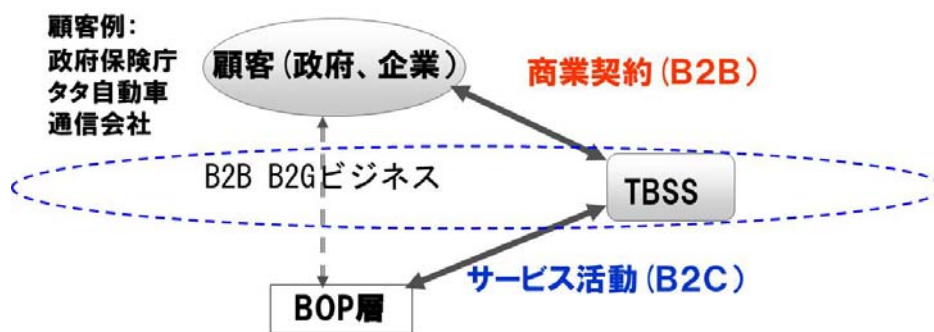 顧客例：
政府保険庁
タタ自動車
通信会社
顧客（政府、企業）
商業契約（B2B）
B2B B2Gビジネス
TBSS
サービス活動（B2C）
BOP層